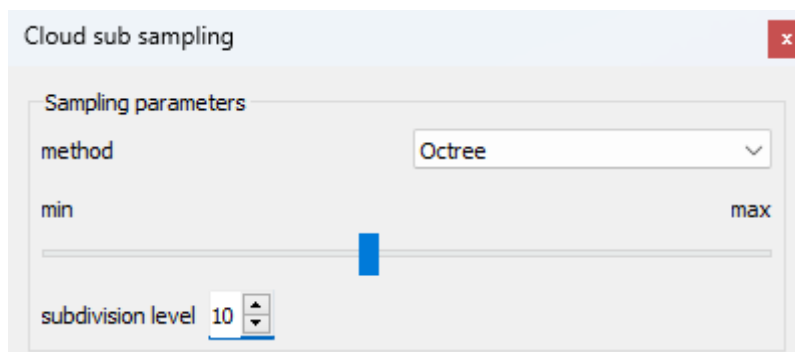 Cloud sub sampling x
Sampling parameters
method Octree
min max
subdivision level 10